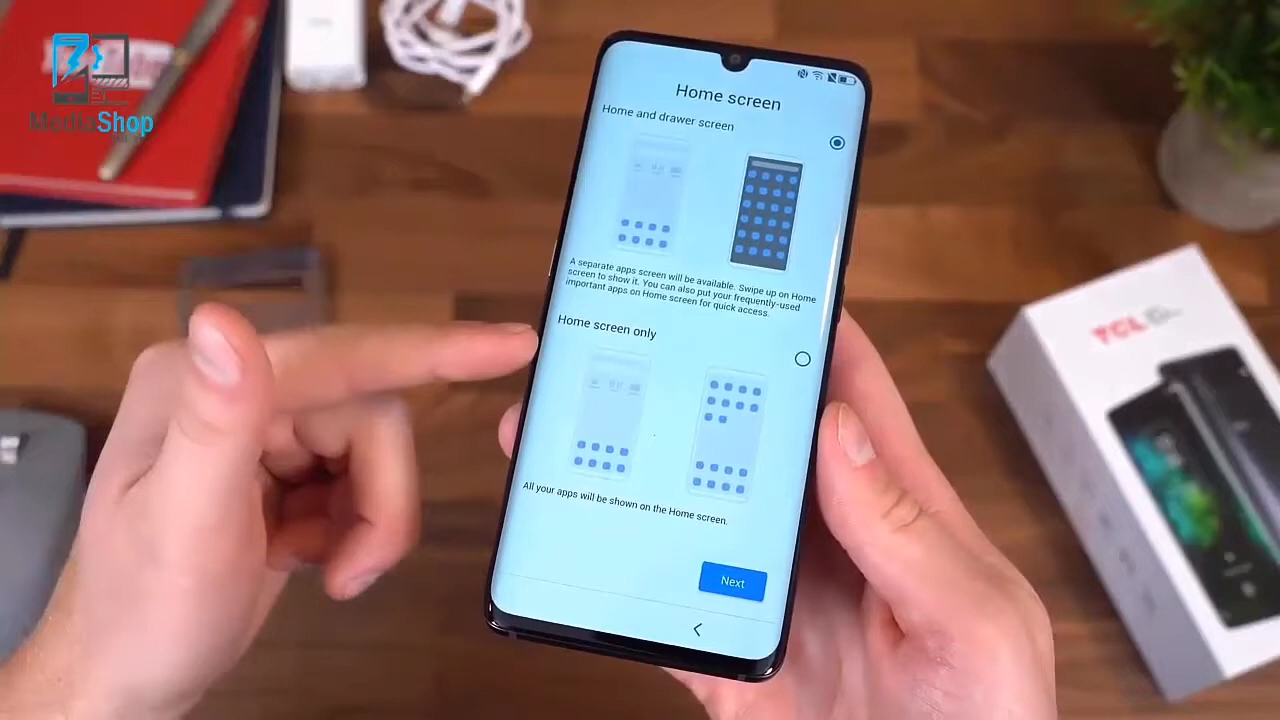 MediaShop
Home screen
Home and drawer screen
A separate apps screen will be available. Swipe up on Home
screen to show it. You can also put your frequently-used
important apps on Home screen for quick access.
Home screen only
All your apps will be shown on the Home screen.
Next
TCL